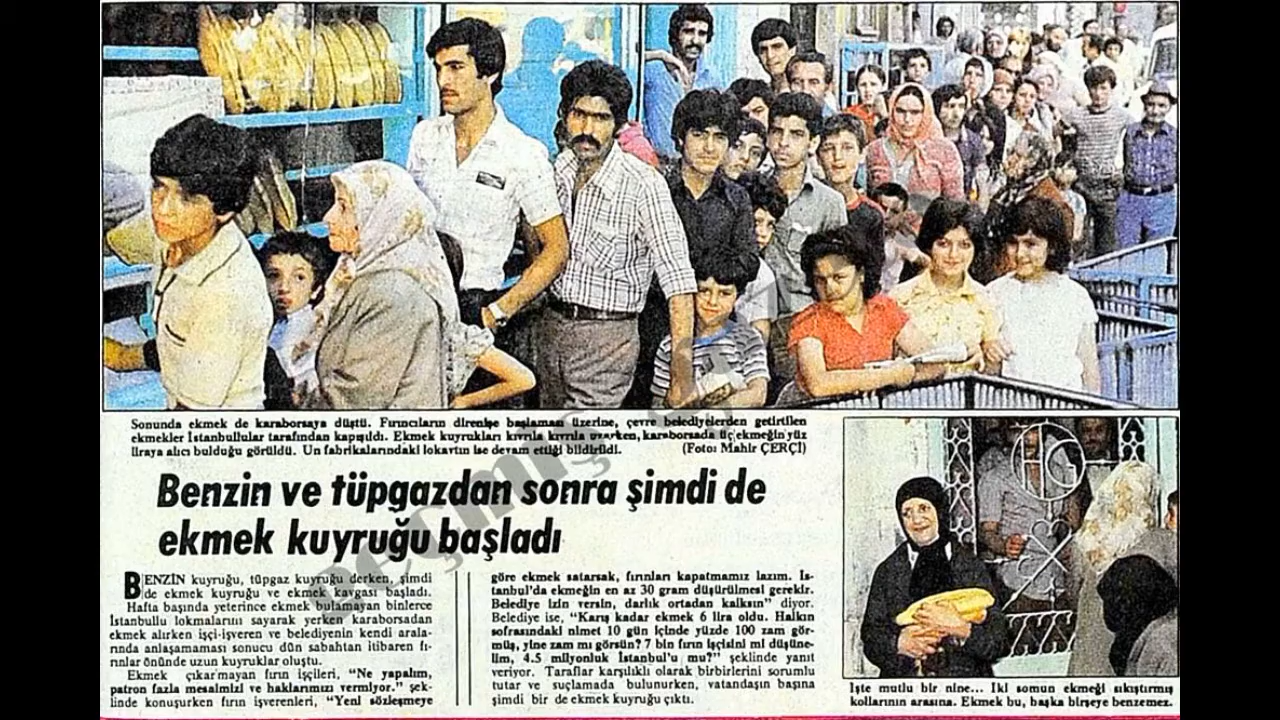 Sonunda ekmek de karaborsaya düştü. Fırıncıların direnişe başlaması üzerine, çevre belediyelerden getirtilen
ekmekler İstanbullular tarafından kapışıldı. Ekmek kuyrukları kıvrıla kıvrıla uzarken, karaborsada üç ekmeğin yüz
liraya alıcı bulduğu görüldü. Un fabrikalarındaki lokavtın ise devam ettiği bildirildi. (Foto: Mahir ÇERÇİ)
Benzin ve tüpgazdan sonra şimdi de
ekmek kuyruğu başladı
BENZİN kuyruğu, tüpgaz kuyruğu derken, şimdi
de ekmek kuyruğu ve ekmek kavgası başladı.
Hafta başında yeterince ekmek bulamayan binlerce
İstanbullu lokmalarını sayarak yerken karaborsadan
ekmek alırken işçi-işveren ve belediyenin kendi arala-
rında anlaşamaması sonucu dün sabahtan itibaren fı-
rınlar önünde uzun kuyruklar oluştu.
Ekmek çıkarmayan fırın işçileri, "Ne yapalım,
patron fazla mesaimizi ve haklarımızı vermiyor." şek-
linde konuşurken fırın işverenleri, "Yeni sözleşmeye
göre ekmek satarsak, fırınları kapatmamız lazım. İs-
tanbul'da ekmeğin en az 30 gram düşürülmesi gerekir.
Belediye izin versin, darlık ortadan kalksın" diyor.
Belediye ise, "Karış kadar ekmek 6 lira oldu. Halkın
sofrasındaki nimet 10 gün içinde yüzde 100 zam gör-
müş, yine zam mı görsün? 7 bin fırın işçisini mi düşüne-
lim, 4.5 milyonluk İstanbul'u mu?" şeklinde yanıt
veriyor. Taraflar karşılıklı olarak birbirlerini sorumlu
tutar ve suçlamada bulunurken, vatandaşın başına
şimdi bir de ekmek kuyruğu çıktı.
İşte mutlu bir nine... İki somun ekmeği sıkıştırmış
kollarının arasına. Ekmek bu, başka birşeye benzemez.